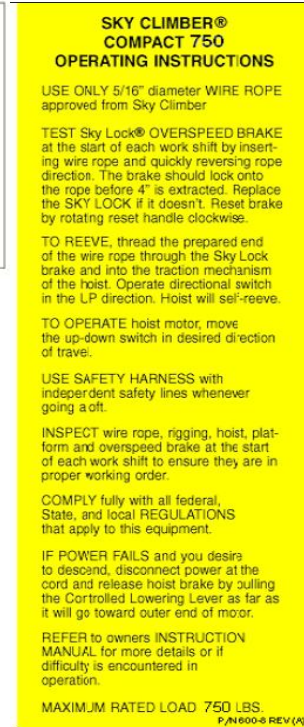 SKY CLIMBER®
COMPACT 750
OPERATING INSTRUCTIONS
USE ONLY 5/16" diameter WIRE ROPE
approved from Sky Climber
TEST Sky Lock® OVERSPEED BRAKE
at the start of each work shift by insert-
ing wire rope and quickly reversing rope
direction. The brake should lock onto
the rope before 4" is extracted. Replace
the SKY LOCK if it doesn't. Reset brake
by rotating reset handle clockwise.
TO REEVE, thread the prepared end
of the wire rope through the Sky Lock
brake and into the traction mechanism
of the hoist. Operate directional switch
in the UP direction. Hoist will self-reeve.
TO OPERATE hoist motor, move
the up-down switch in desired direction
of travel.
USE SAFETY HARNESS with
independent safety lines whenever
going aloft.
INSPECT wire rope, rigging, hoist, plat-
form and overspeed brake at the start
of each work shift to ensure they are in
proper working order.
COMPLY fully with all federal,
State, and local REGULATIONS
that apply to this equipment.
IF POWER FAILS and you desire
to descend, disconnect power at the
cord and release hoist brake by pulling
the Controlled Lowering Lever as far as
it will go toward outer end of motor.
REFER to owners INSTRUCTION
MANUAL for more details or if
difficulty is encountered in
operation.
MAXIMUM RATED LOAD 750 LBS.
P/N 600-6 REV (A)